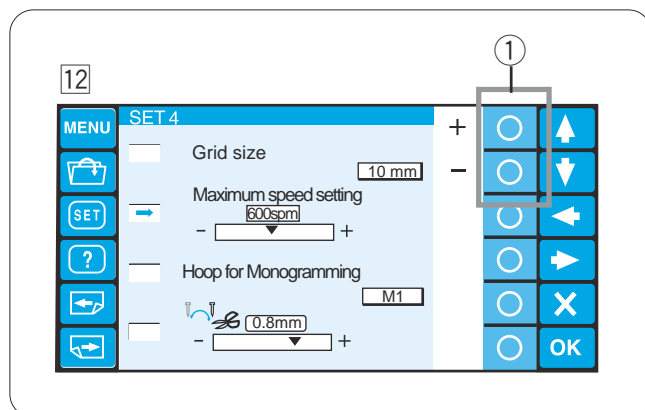 ①
12
MENU
SET 4
+
Grid size
10 mm
−
Maximum speed setting
SET
600spm
- +
?
Hoop for Monogramming
M1
0.8mm
- +
X
OK